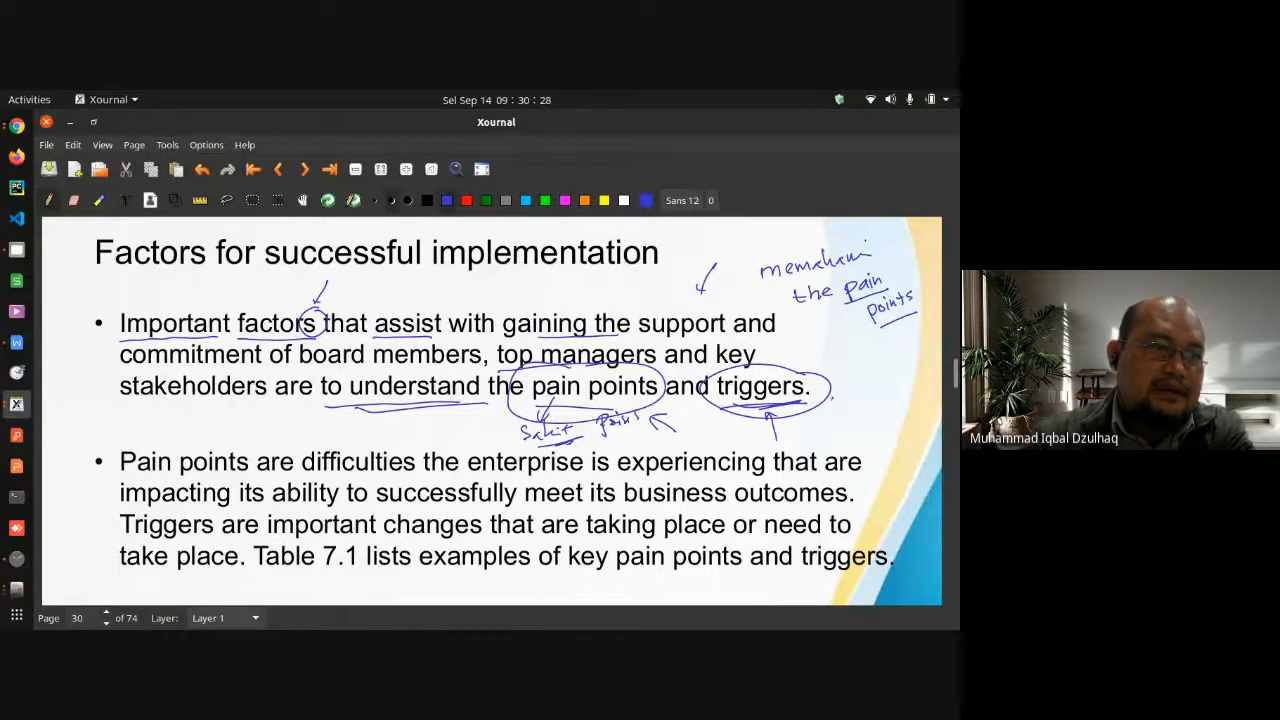 Activities Xournal Sel Sep 14 09:30:28
Xournal
File Edit View Page Tools Options Help
Sans 12 0
Factors for successful implementation
memahami
the pain
points
• Important factors that assist with gaining the support and
commitment of board members, top managers and key
stakeholders are to understand the pain points and triggers.
Sakit points
• Pain points are difficulties the enterprise is experiencing that are
impacting its ability to successfully meet its business outcomes.
Triggers are important changes that are taking place or need to
take place. Table 7.1 lists examples of key pain points and triggers.
Page 30 of 74 Layer: Layer 1
Muhammad Iqbal Dzulhaq